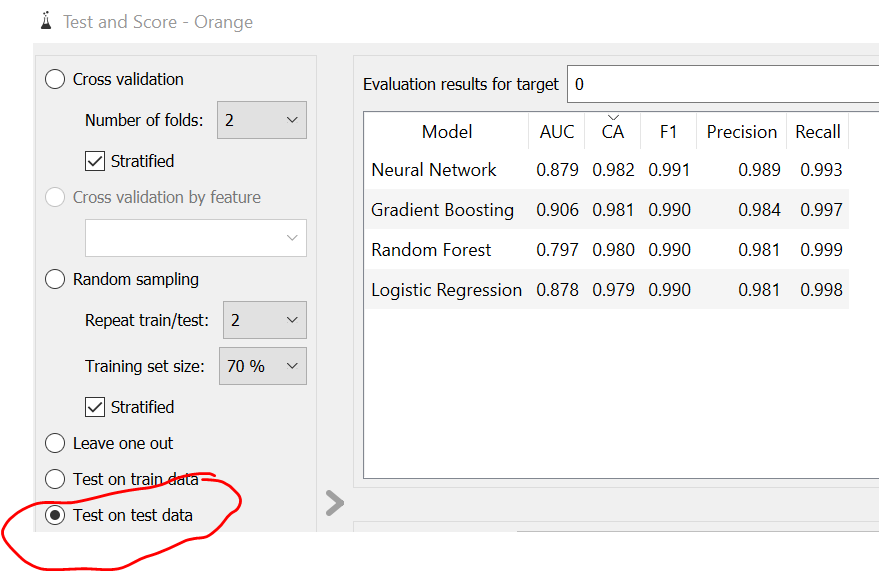 Test and Score - Orange
Cross validation
Number of folds: 2
Stratified
Cross validation by feature
Random sampling
Repeat train/test: 2
Training set size: 70 %
Stratified
Leave one out
Test on train data
Test on test data
Evaluation results for target 0
Model AUC CA F1 Precision Recall
Neural Network 0.879 0.982 0.991 0.989 0.993
Gradient Boosting 0.906 0.981 0.990 0.984 0.997
Random Forest 0.797 0.980 0.990 0.981 0.999
Logistic Regression 0.878 0.979 0.990 0.981 0.998